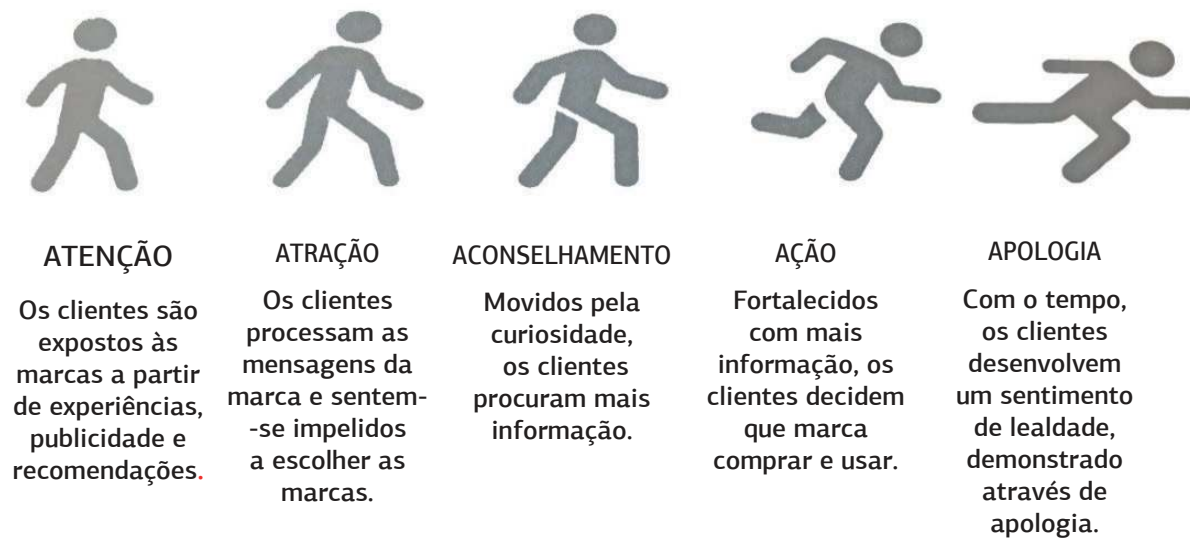 ATENÇÃO
Os clientes são
expostos às
marcas a partir
de experiências,
publicidade e
recomendações.
ATRAÇÃO
Os clientes
processam as
mensagens da
marca e sentem-
-se impelidos
a escolher as
marcas.
ACONSELHAMENTO
Movidos pela
curiosidade,
os clientes
procuram mais
informação.
AÇÃO
Fortalecidos
com mais
informação, os
clientes decidem
que marca
comprar e usar.
APOLOGIA
Com o tempo,
os clientes
desenvolvem
um sentimento
de lealdade,
demonstrado
através de
apologia.